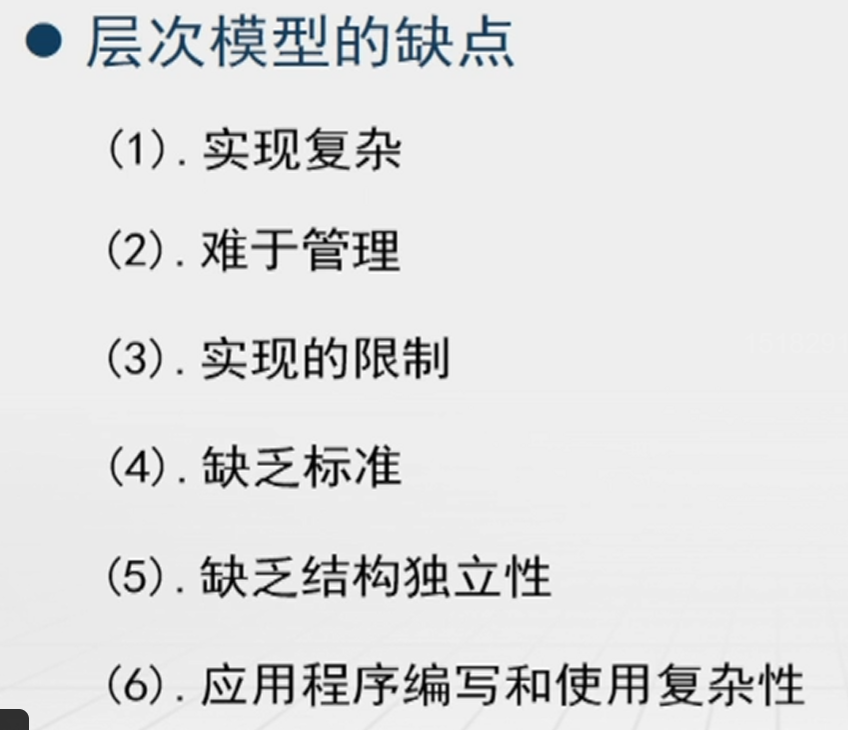 ● 层次模型的缺点
(1).实现复杂
(2).难于管理
(3).实现的限制
(4).缺乏标准
(5).缺乏结构独立性
(6).应用程序编写和使用复杂性